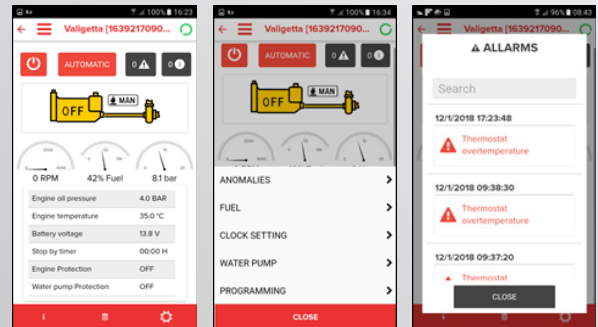 100% 16:23
Valigetta [1639217090...
AUTOMATIC
0
0
OFF
MAN
0 RPM
42% Fuel
8.1 bar
Engine oil pressure
4.0 BAR
Engine temperature
35.0 °C
Battery voltage
13.8 V
Stop by timer
00:00 H
Engine Protection
OFF
Water pump Protection
OFF
100% 16:34
Valigetta [1639217090...
AUTOMATIC
0
0
OFF
MAN
ANOMALIES
FUEL
CLOCK SETTING
WATER PUMP
PROGRAMMING
CLOSE
96% 08:43
ALLARMS
Search
12/1/2018 17:23:48
Thermostat
overtemperature
12/1/2018 09:38:30
Thermostat
overtemperature
12/1/2018 09:37:20
Thermostat
CLOSE